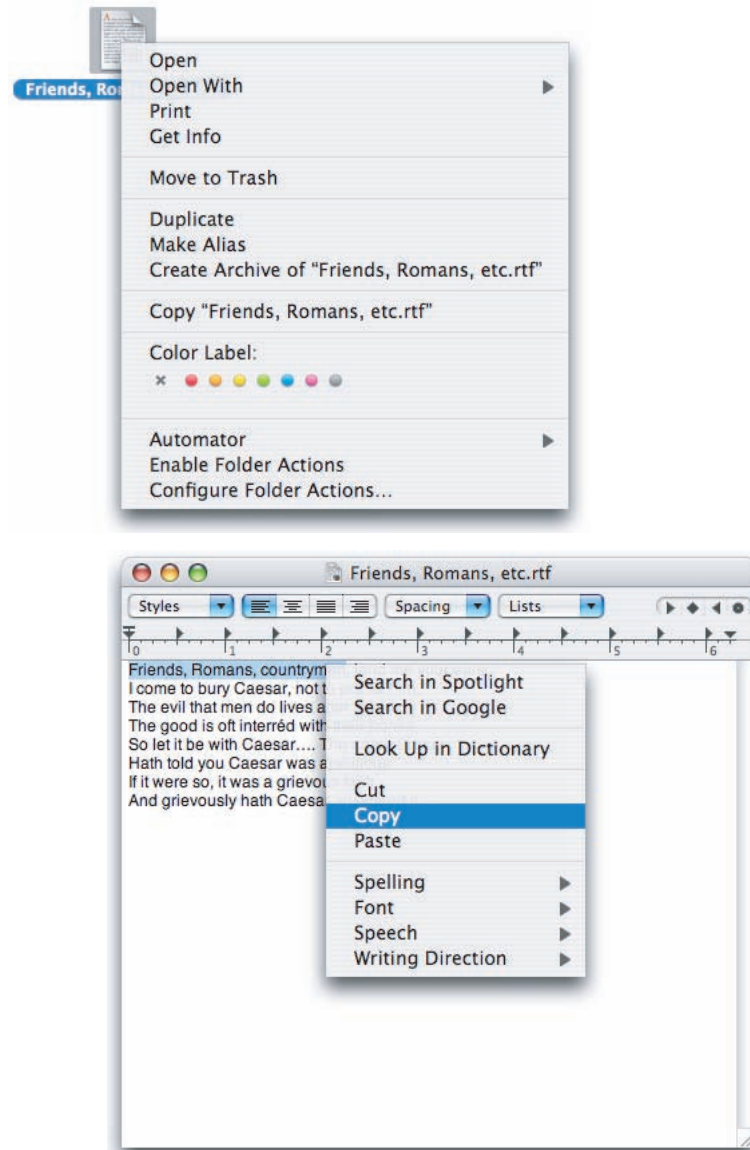 Friends, Ro
Open
Open With
Print
Get Info
Move to Trash
Duplicate
Make Alias
Create Archive of “Friends, Romans, etc.rtf”
Copy “Friends, Romans, etc.rtf”
Color Label:
Automator
Enable Folder Actions
Configure Folder Actions...
Friends, Romans, etc.rtf
Styles Spacing Lists
0 1 2 3 4 5 6
Friends, Romans, countrym
I come to bury Caesar, not t
The evil that men do lives a
The good is oft interréd with
So let it be with Caesar.... T
Hath told you Caesar was a
If it were so, it was a grievou
And grievously hath Caesa
Search in Spotlight
Search in Google
Look Up in Dictionary
Cut
Copy
Paste
Spelling
Font
Speech
Writing Direction